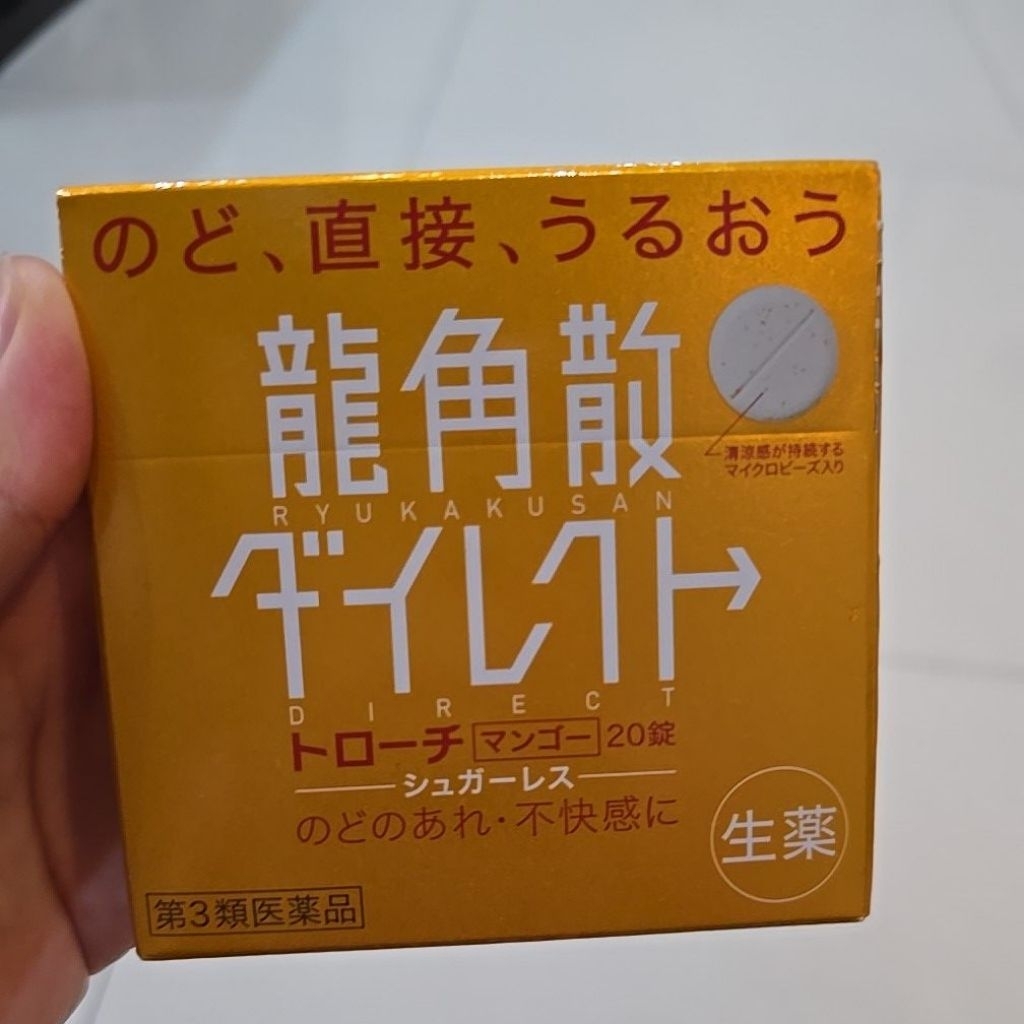 のど、直接、うるおう
龍角散
RYUKAKUSAN
清涼感が持続する
マイクロビーズ入り
ダイレクト
DIRECT
トローチ マンゴー 20錠
シュガーレス
のどのあれ・不快感に
生薬
第3類医薬品